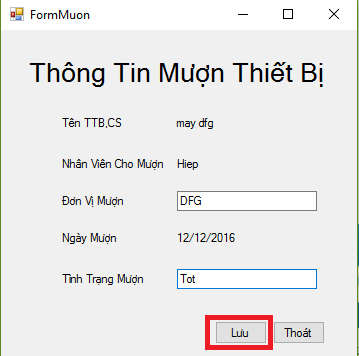 FormMuon
Thông Tin Mượn Thiết Bị
Tên TTB,CS may dfg
Nhân Viên Cho Mượn Hiep
Đơn Vị Mượn DFG
Ngày Mượn 12/12/2016
Tình Trạng Mượn Tot
Lưu Thoát